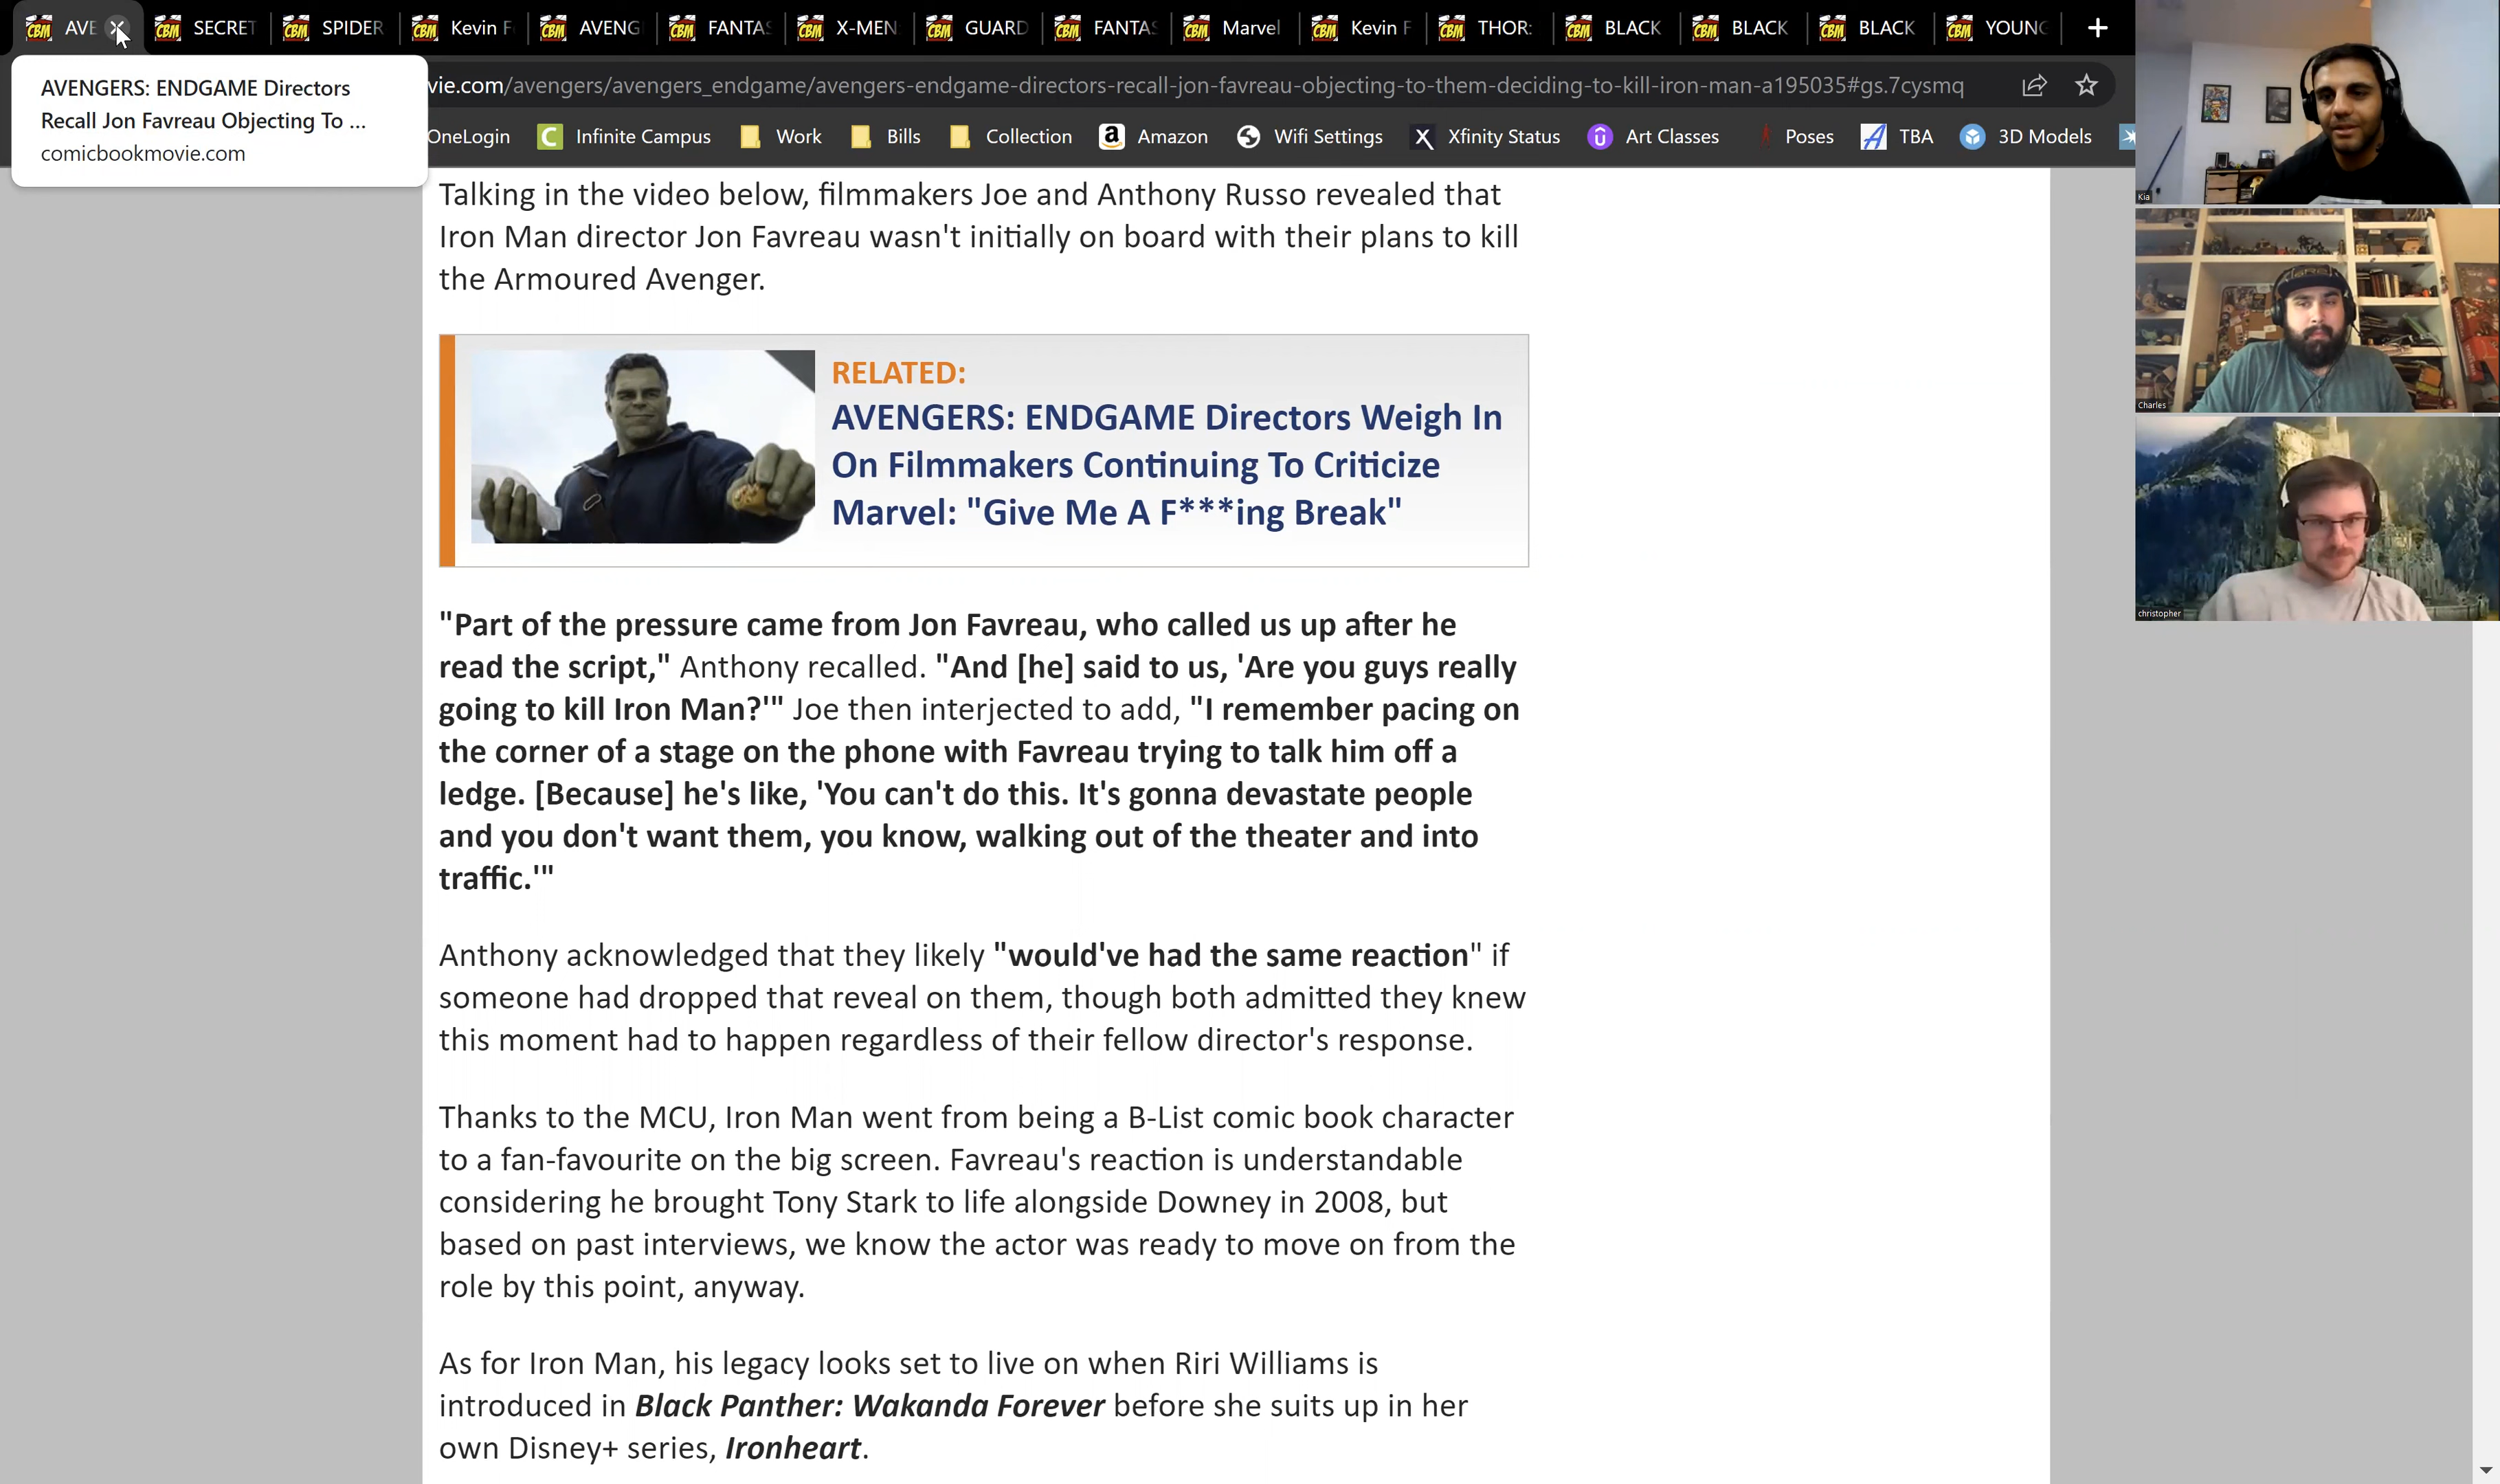 AVE
SECRET
SPIDER
Kevin F
AVENG
FANTAS
X-MEN
GUARD
FANTAS
Marvel
Kevin F
THOR:
BLACK
BLACK
BLACK
YOUNG
AVENGERS: ENDGAME Directors
Recall Jon Favreau Objecting To ...
comicbookmovie.com
vie.com/avengers/avengers_endgame/avengers-endgame-directors-recall-jon-favreau-objecting-to-them-deciding-to-kill-iron-man-a195035#gs.7cysmq
OneLogin
Infinite Campus
Work
Bills
Collection
Amazon
Wifi Settings
Xfinity Status
Art Classes
Poses
TBA
3D Models
Talking in the video below, filmmakers Joe and Anthony Russo revealed that
Iron Man director Jon Favreau wasn't initially on board with their plans to kill
the Armoured Avenger.
RELATED:
AVENGERS: ENDGAME Directors Weigh In
On Filmmakers Continuing To Criticize
Marvel: "Give Me A F***ing Break"
"Part of the pressure came from Jon Favreau, who called us up after he
read the script," Anthony recalled. "And [he] said to us, 'Are you guys really
going to kill Iron Man?'" Joe then interjected to add, "I remember pacing on
the corner of a stage on the phone with Favreau trying to talk him off a
ledge. [Because] he's like, 'You can't do this. It's gonna devastate people
and you don't want them, you know, walking out of the theater and into
traffic.'"
Anthony acknowledged that they likely "would've had the same reaction" if
someone had dropped that reveal on them, though both admitted they knew
this moment had to happen regardless of their fellow director's response.
Thanks to the MCU, Iron Man went from being a B-List comic book character
to a fan-favourite on the big screen. Favreau's reaction is understandable
considering he brought Tony Stark to life alongside Downey in 2008, but
based on past interviews, we know the actor was ready to move on from the
role by this point, anyway.
As for Iron Man, his legacy looks set to live on when Riri Williams is
introduced in Black Panther: Wakanda Forever before she suits up in her
own Disney+ series, Ironheart.
Kia
Charles
christopher